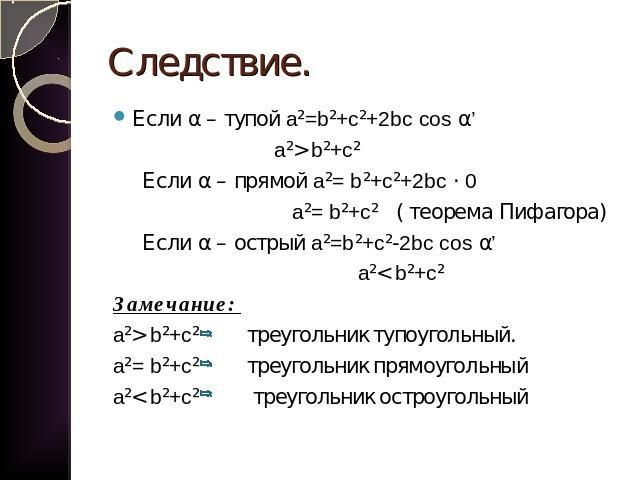 Следствие.
Если α – тупой a²=b²+c²+2bc cos α’
a²>b²+c²
Если α – прямой a²= b²+c²+2bc · 0
a²= b²+c² ( теорема Пифагора)
Если α – острый a²=b²+c²-2bc cos α’
a²<b²+c²
Замечание:
a²>b²+c²⇒ треугольник тупоугольный.
a²= b²+c²⇒ треугольник прямоугольный
a²<b²+c²⇒ треугольник остроугольный